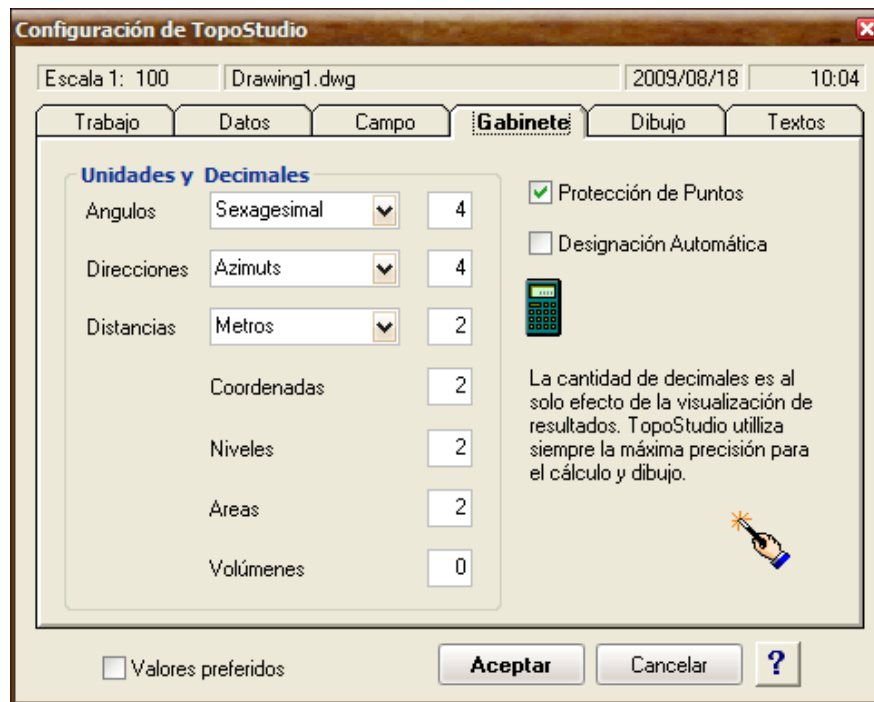 Configuración de TopoStudio
Escala 1: 100 Drawing1.dwg 2009/08/18 10:04
Trabajo Datos Campo Gabinete Dibujo Textos
Unidades y Decimales
Angulos Sexagesimal 4
Direcciones Azimuts 4
Distancias Metros 2
Coordenadas 2
Niveles 2
Areas 2
Volúmenes 0
Protección de Puntos
Designación Automática
La cantidad de decimales es al
solo efecto de la visualización de
resultados. TopoStudio utilliza
siempre la máxima precisión para
el cálculo y dibujo.
Valores preferidos Aceptar Cancelar ?